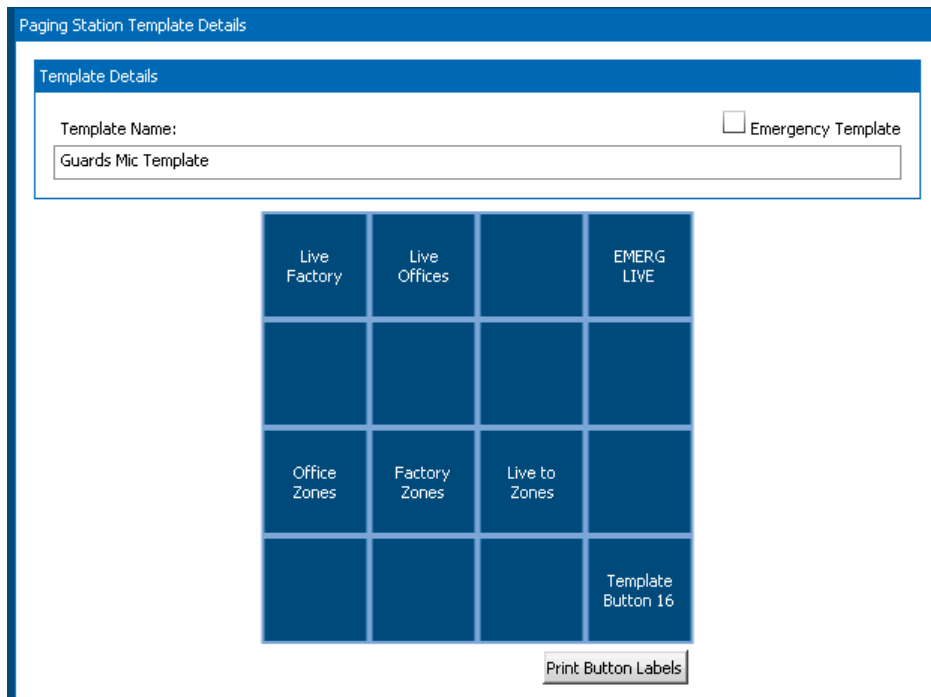 Paging Station Template Details
Template Details
Template Name:
Emergency Template
Guards Mic Template
Live
Factory
Live
Offices
EMERG
LIVE
Office
Zones
Factory
Zones
Live to
Zones
Template
Button 16
Print Button Labels